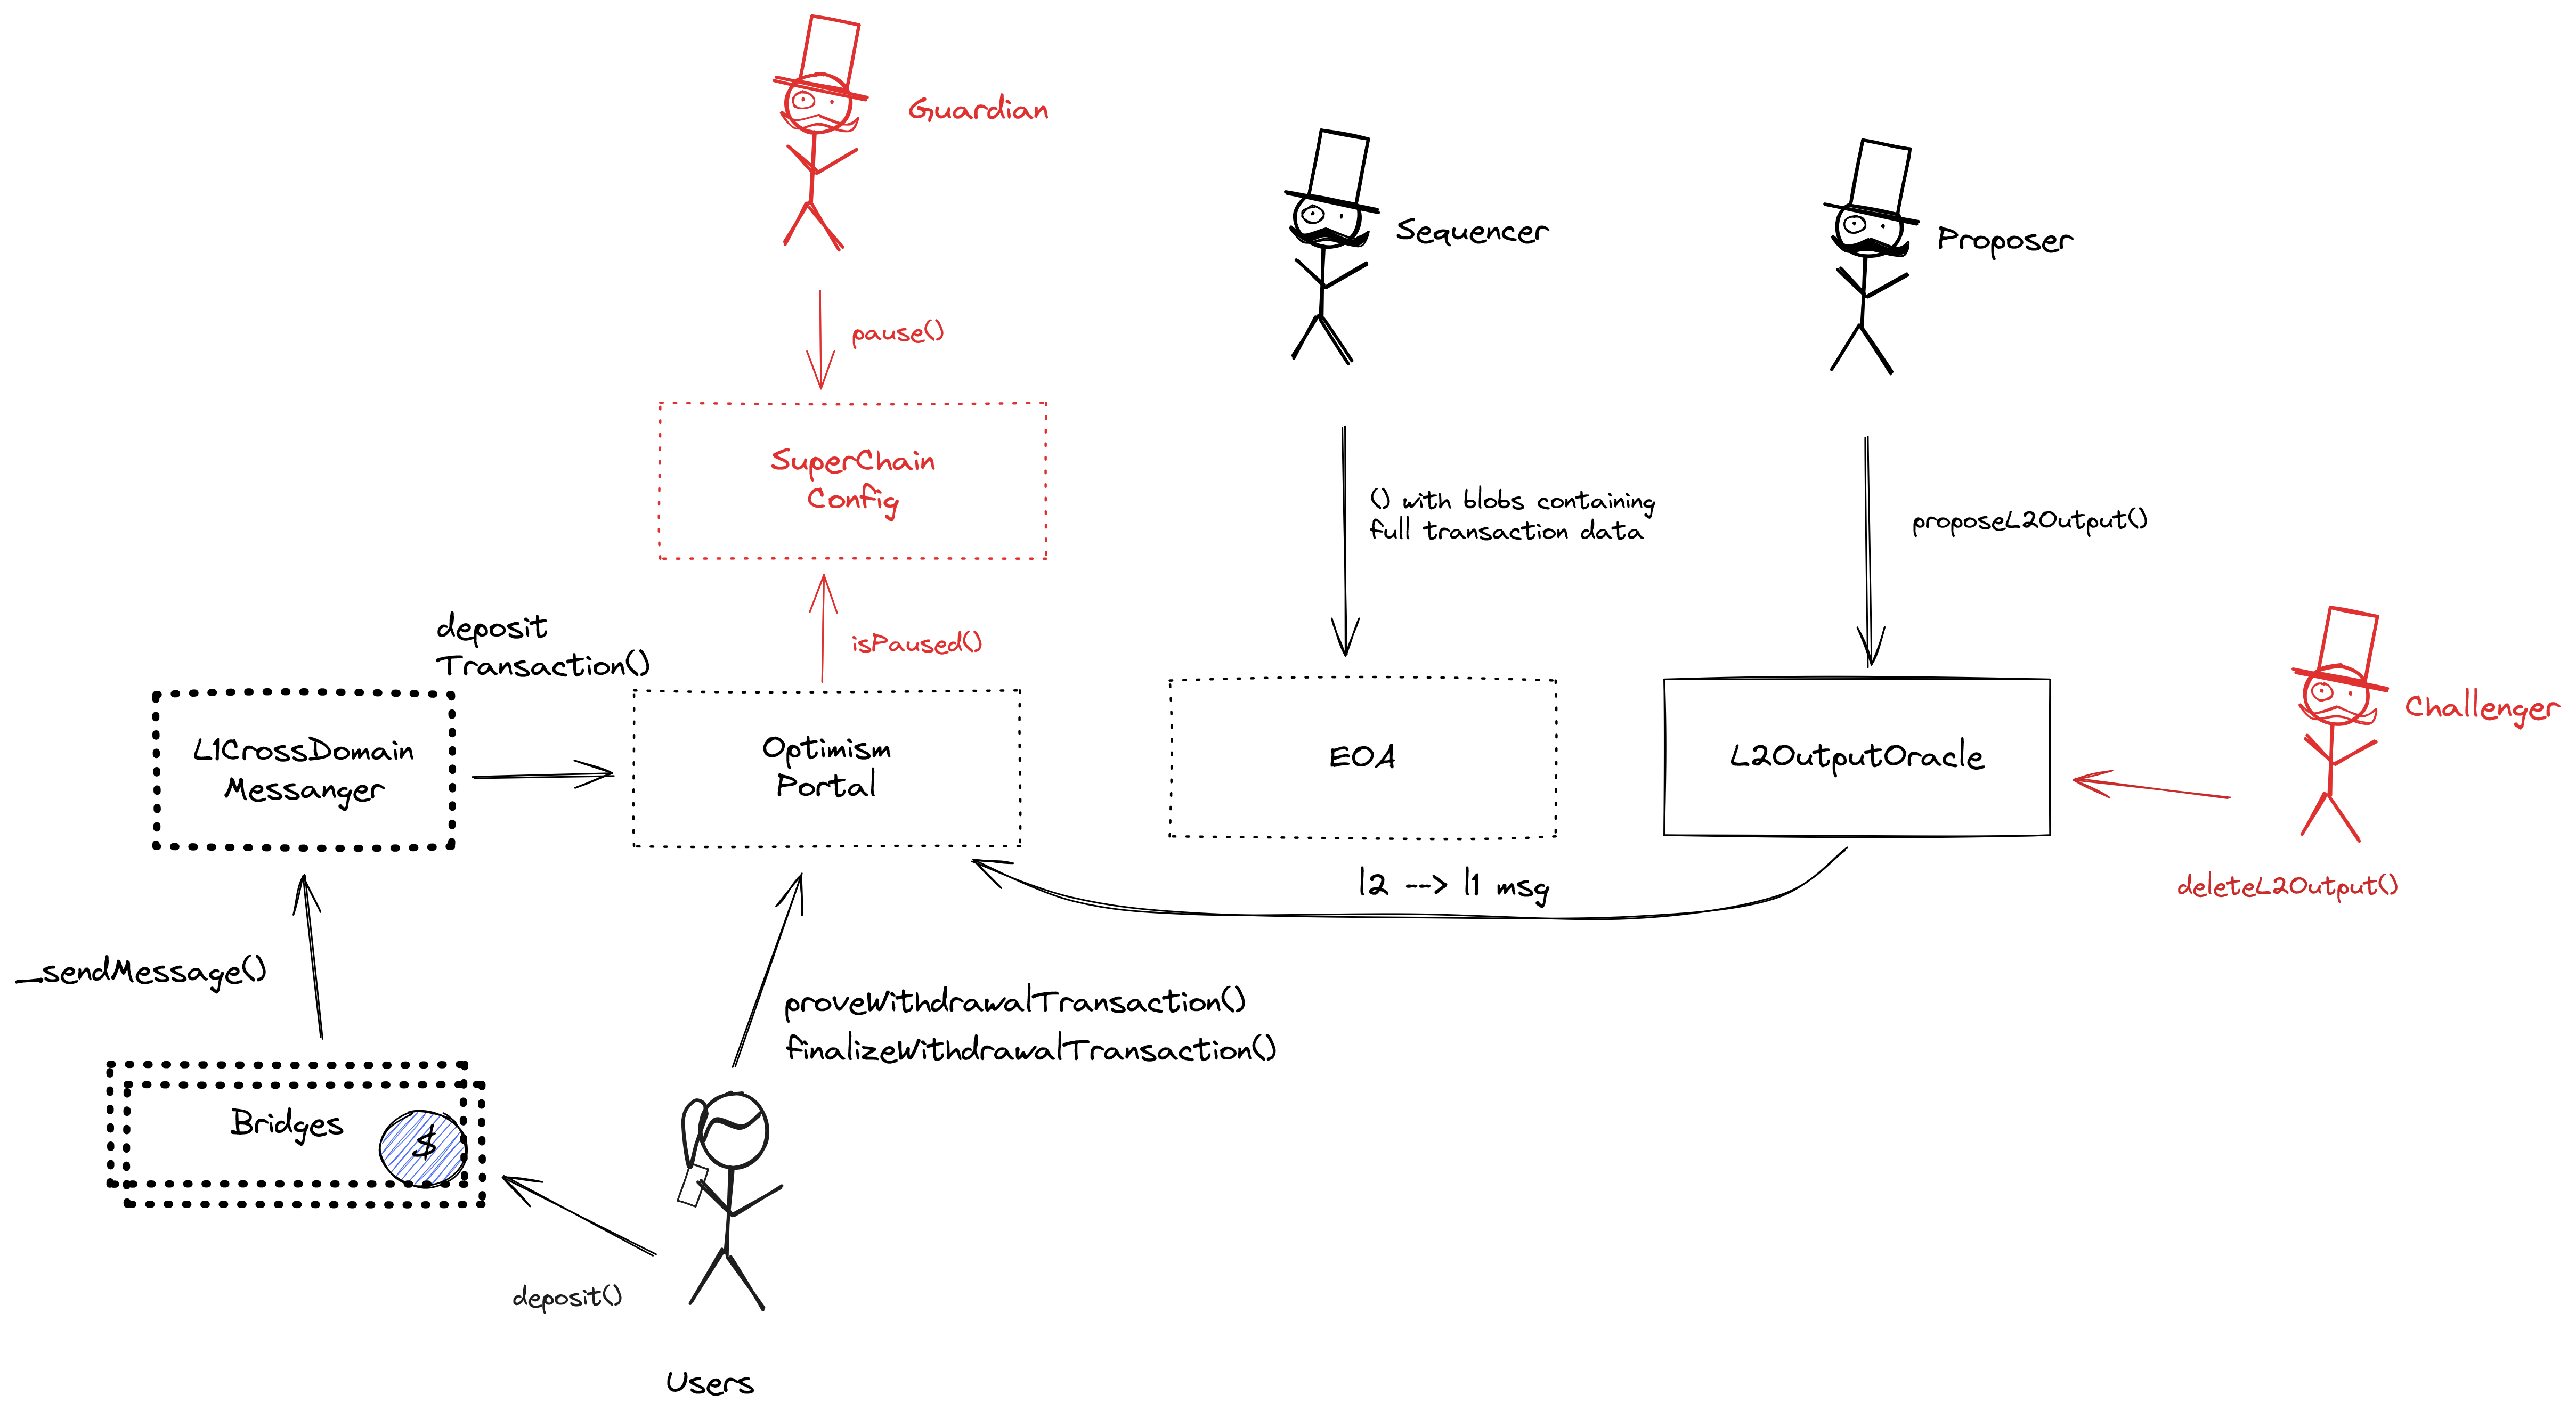 Guardian
Sequencer
Proposer
pause()
SuperChain
Config
() with blobs containing
full transaction data
proposeL2Output()
deposit
Transaction()
isPaused()
L1CrossDomain
Messanger
Optimism
Portal
EOA
L2OutputOracle
Challenger
l2 --> l1 msg
deleteL2Output()
_sendMessage()
proveWithdrawalTransaction()
finalizeWithdrawalTransaction()
Bridges
$
deposit()
Users